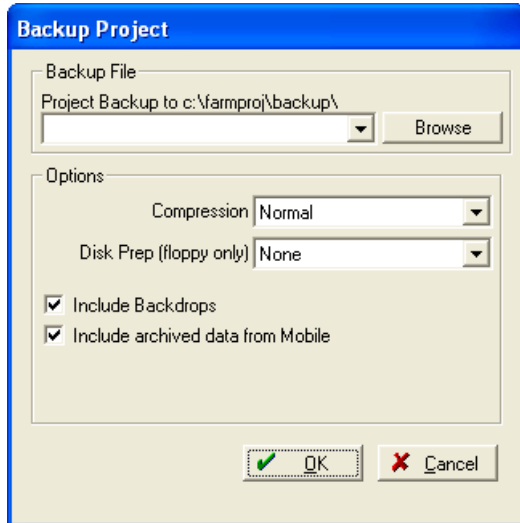 Backup Project
Backup File
Project Backup to c:\farmproj\backup\
Browse
Options
Compression Normal
Disk Prep (floppy only) None
Include Backdrops
Include archived data from Mobile
OK Cancel